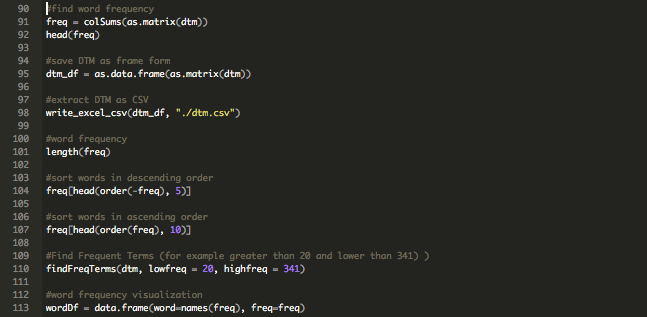 90 #find word frequency
91 freq = colSums(as.matrix(dtm))
92 head(freq)
93
94 #save DTM as frame form
95 dtm_df = as.data.frame(as.matrix(dtm))
96
97 #extract DTM as CSV
98 write_excel_csv(dtm_df, "./dtm.csv")
99
100 #word frequency
101 length(freq)
102
103 #sort words in descending order
104 freq[head(order(-freq), 5)]
105
106 #sort words in ascending order
107 freq[head(order(freq), 10)]
108
109 #Find Frequent Terms (for example greater than 20 and lower than 341) )
110 findFreqTerms(dtm, lowfreq = 20, highfreq = 341)
111
112 #word frequency visualization
113 wordDf = data.frame(word=names(freq), freq=freq)